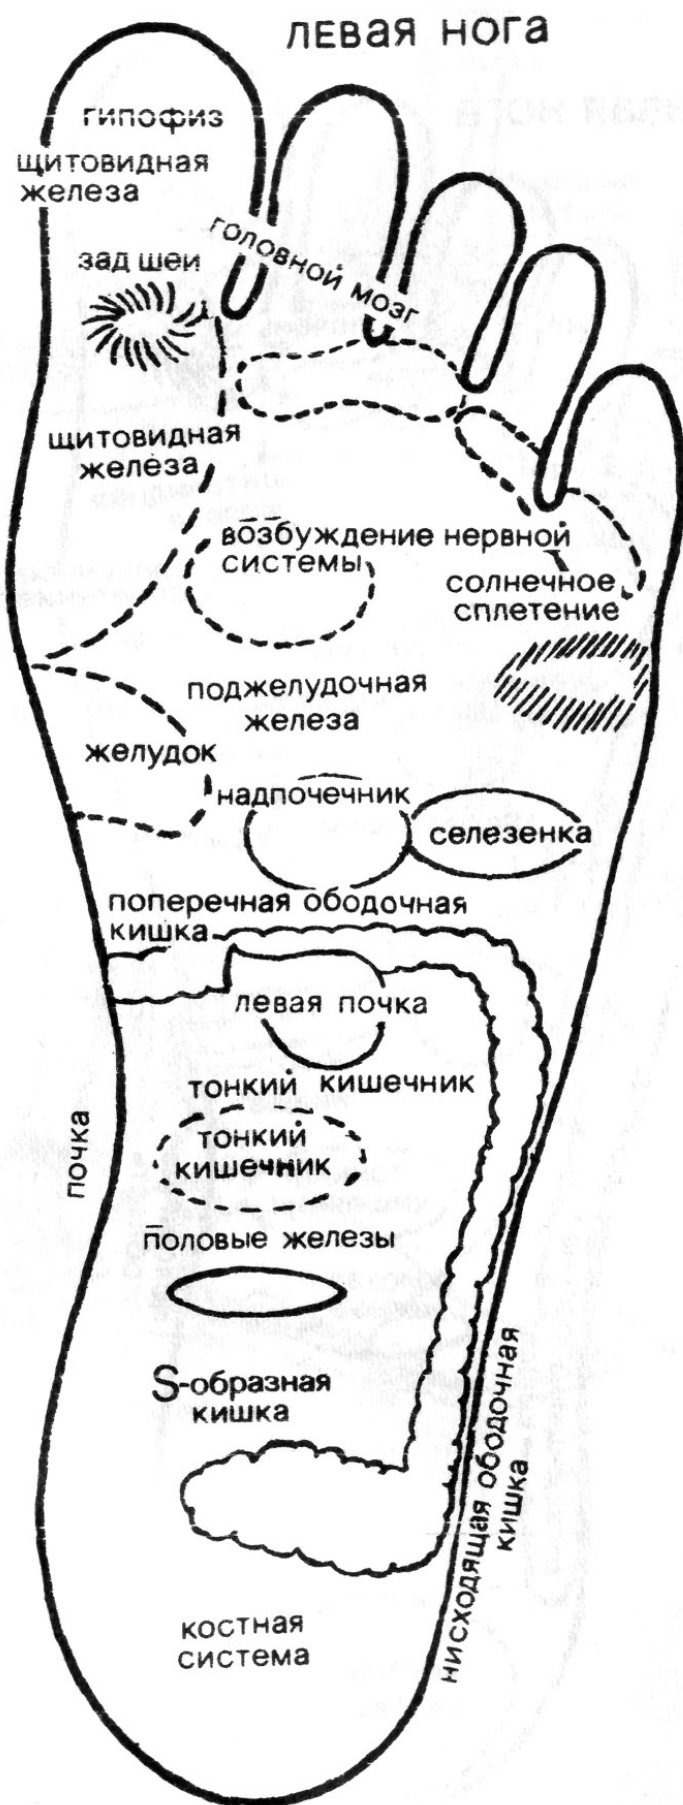 ЛЕВАЯ НОГА
ГИПОФИЗ
ЩИТОВИДНАЯ
ЖЕЛЕЗА
ГОЛОВНОЙ МОЗГ
ЗАД ШЕИ
ЩИТОВИДНАЯ
ЖЕЛЕЗА
ВОЗБУЖДЕНИЕ НЕРВНОЙ
СИСТЕМЫ
СОЛНЕЧНОЕ
СПЛЕТЕНИЕ
ПОДЖЕЛУДОЧНАЯ
ЖЕЛЕЗА
ЖЕЛУДОК
НАДПОЧЕЧНИК
СЕЛЕЗЕНКА
ПОПЕРЕЧНАЯ ОБОДОЧНАЯ
КИШКА
ЛЕВАЯ ПОЧКА
ТОНКИЙ КИШЕЧНИК
ПОЧКА
ТОНКИЙ
КИШЕЧНИК
ПОЛОВЫЕ ЖЕЛЕЗЫ
S-ОБРАЗНАЯ
КИШКА
НИСХОДЯЩАЯ ОБОДОЧНАЯ
КИШКА
КОСТНАЯ
СИСТЕМА